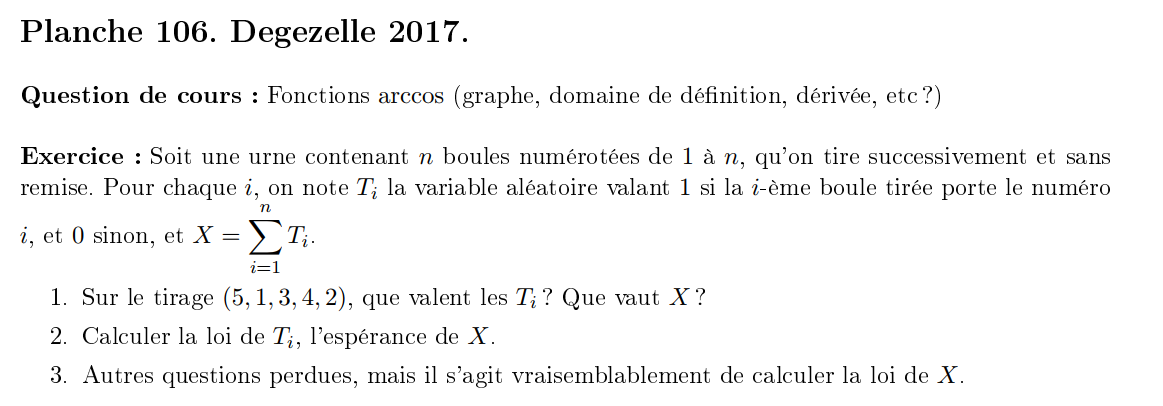 Planche 106. Degezelle 2017.
Question de cours : Fonctions arccos (graphe, domaine de définition, dérivée, etc ?)
Exercice : Soit une urne contenant n boules numérotées de 1 à n, qu'on tire successivement et sans
remise. Pour chaque i, on note T_i la variable aléatoire valant 1 si la i-ème boule tirée porte le numéro
i, et 0 sinon, et X = \sum_{i=1}^{n} T_i.
1. Sur le tirage (5, 1, 3, 4, 2), que valent les T_i ? Que vaut X ?
2. Calculer la loi de T_i, l'espérance de X.
3. Autres questions perdues, mais il s'agit vraisemblablement de calculer la loi de X.